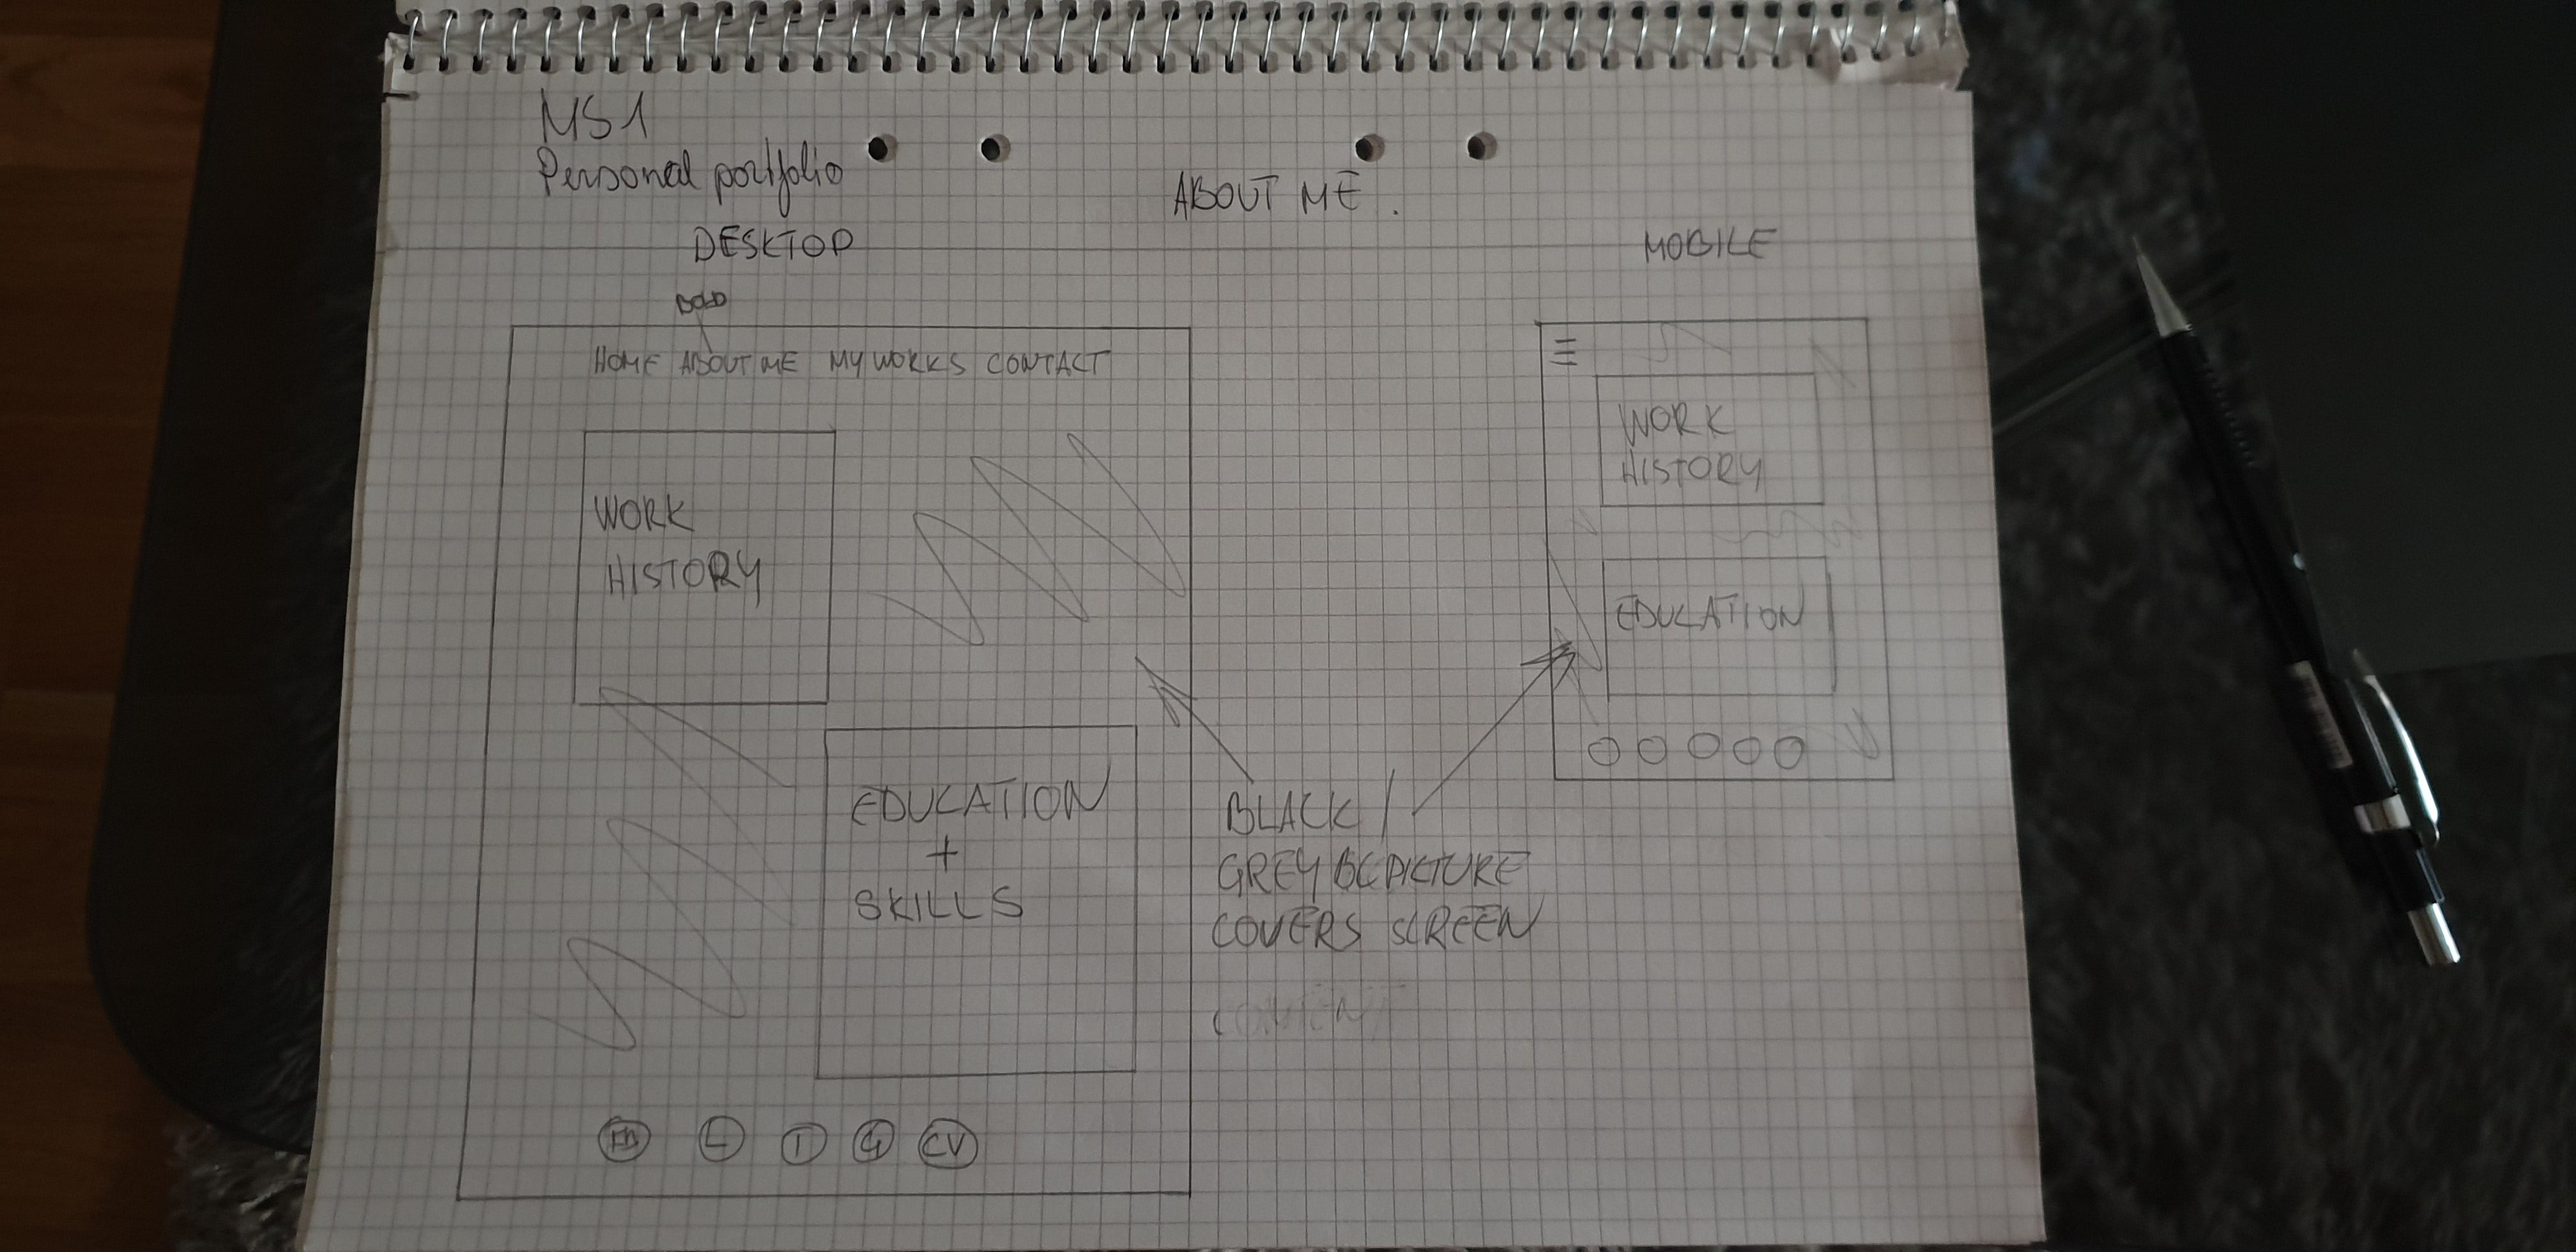 MS1
Personal portfolio
ABOUT ME.
DESKTOP
MOBILE
BOLD
HOME ABOUT ME MY WORKS CONTACT
WORK
HISTORY
EDUCATION
+
SKILLS
FB L I G CV
WORK
HISTORY
EDUCATION
BLACK /
GREY BG PICTURE
COVERS SCREEN